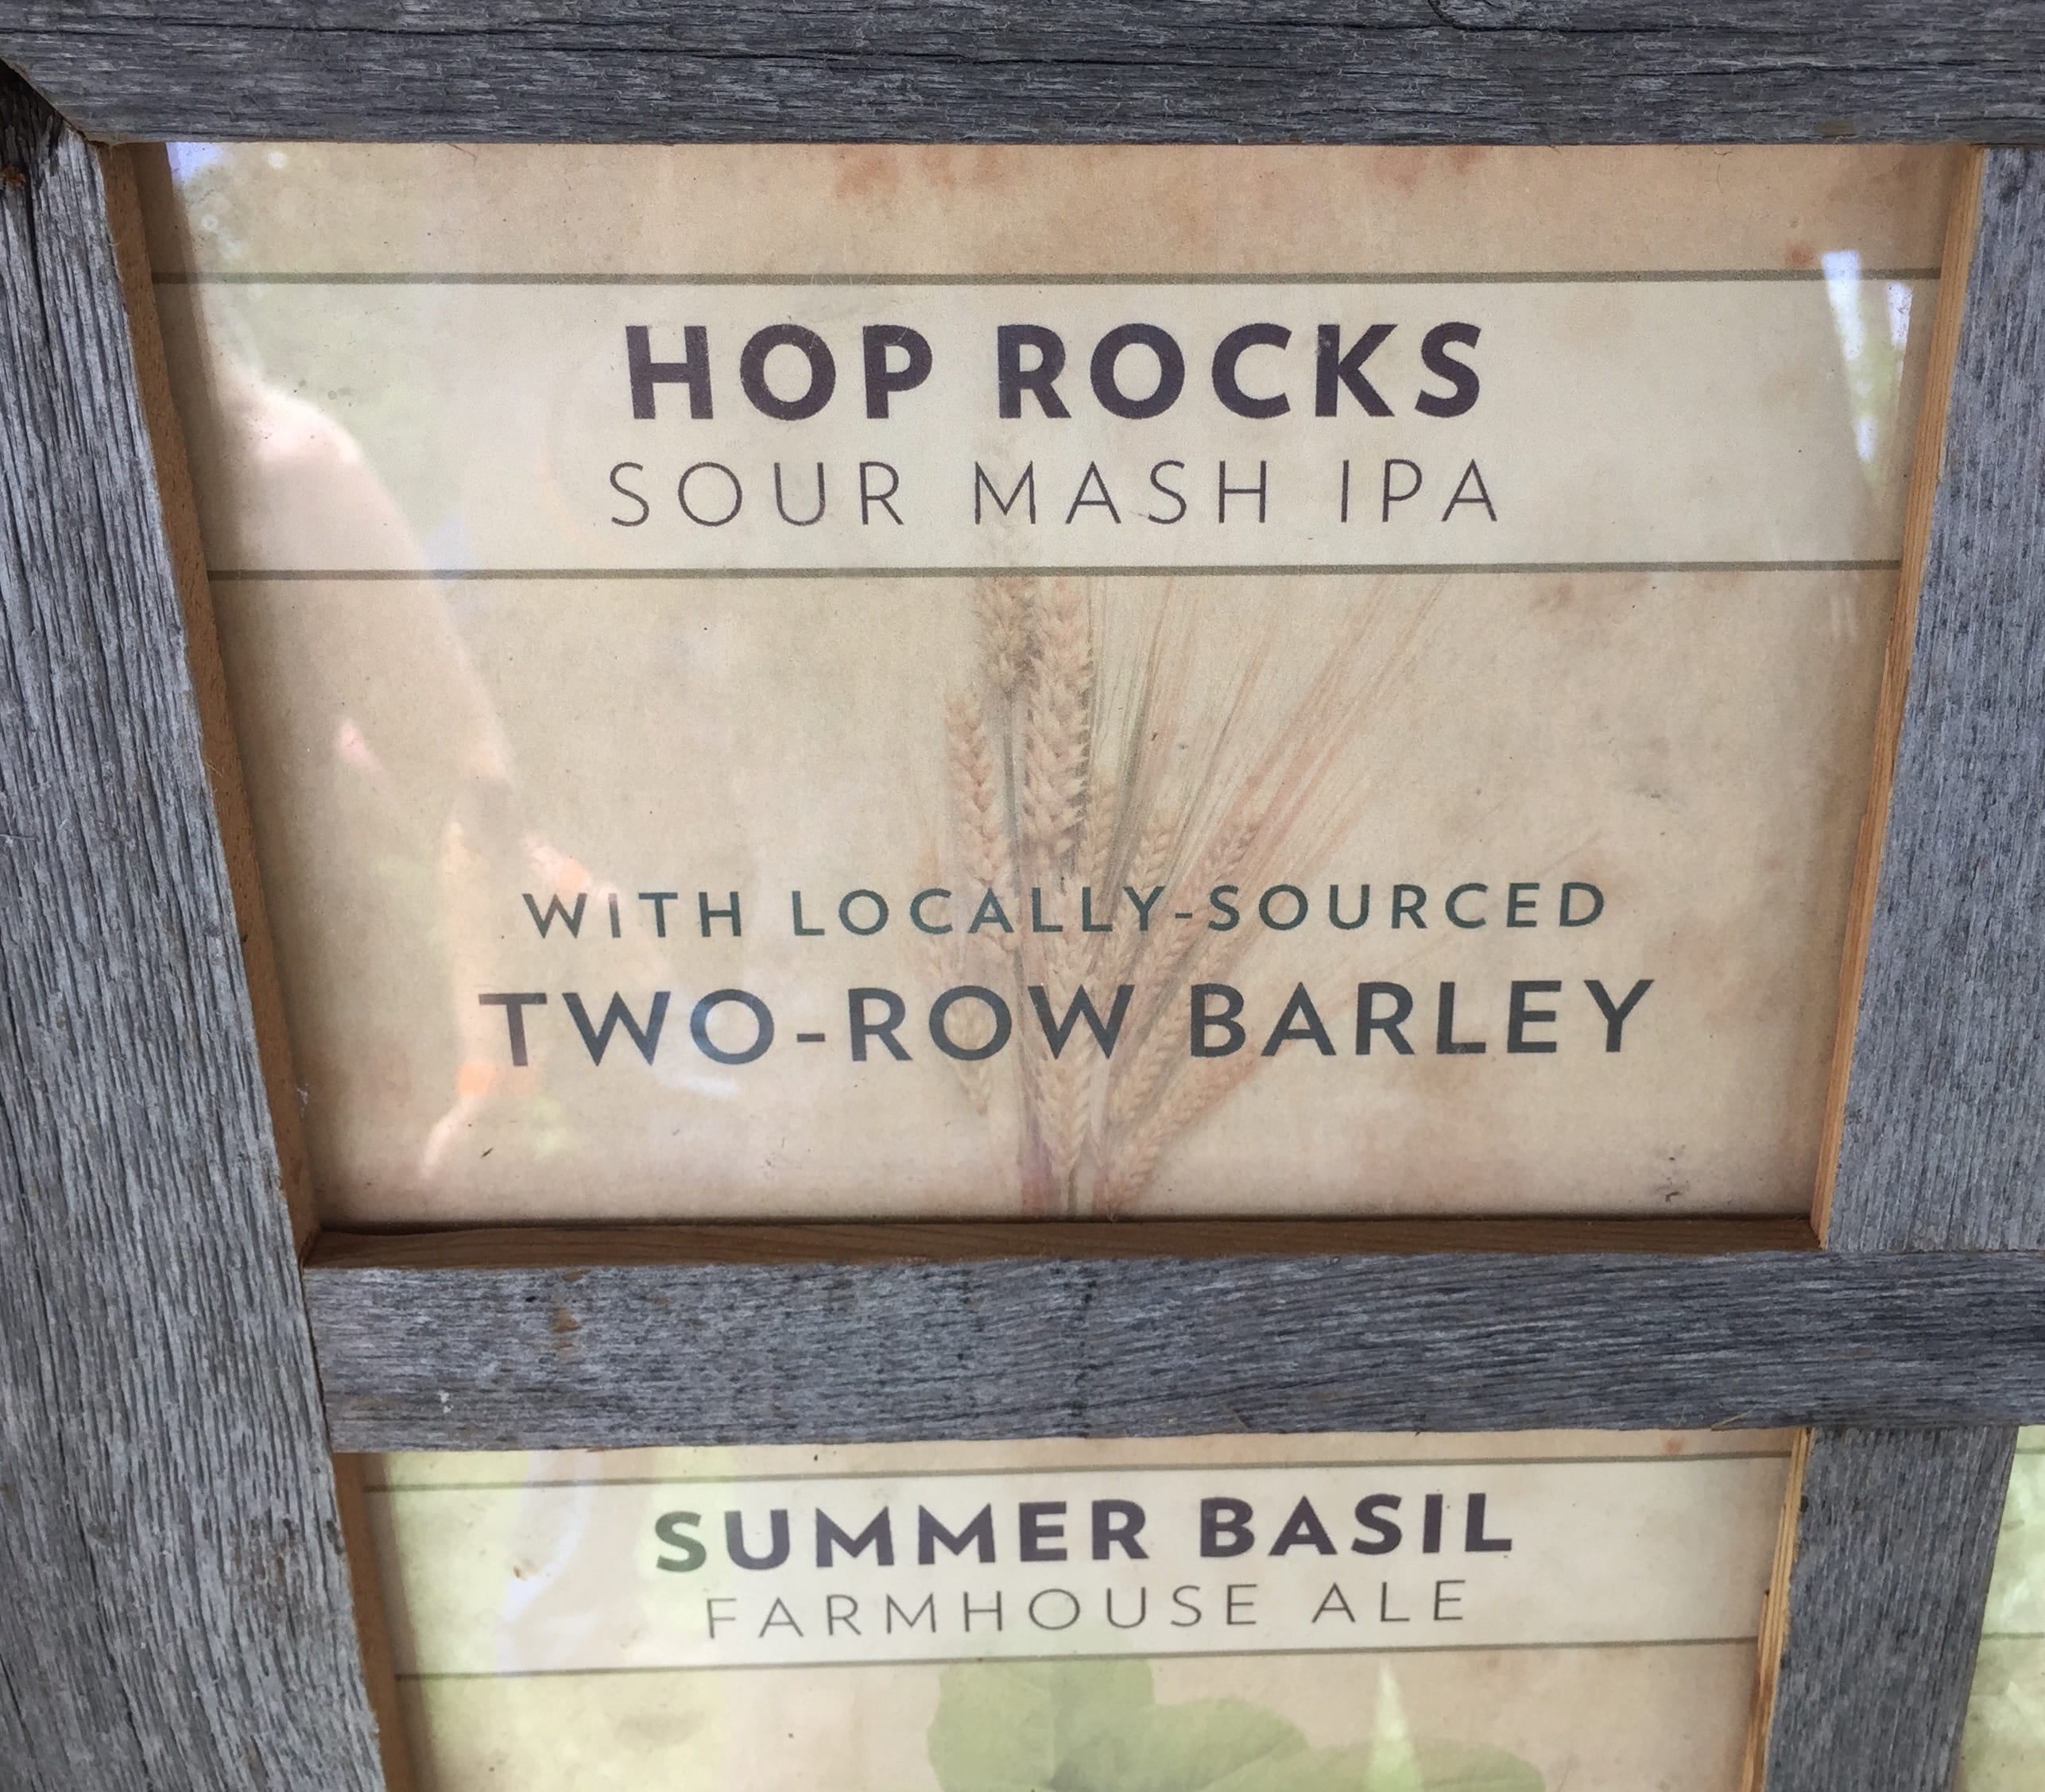 HOP ROCKS
SOUR MASH IPA
WITH LOCALLY-SOURCED
TWO-ROW BARLEY
SUMMER BASIL
FARMHOUSE ALE